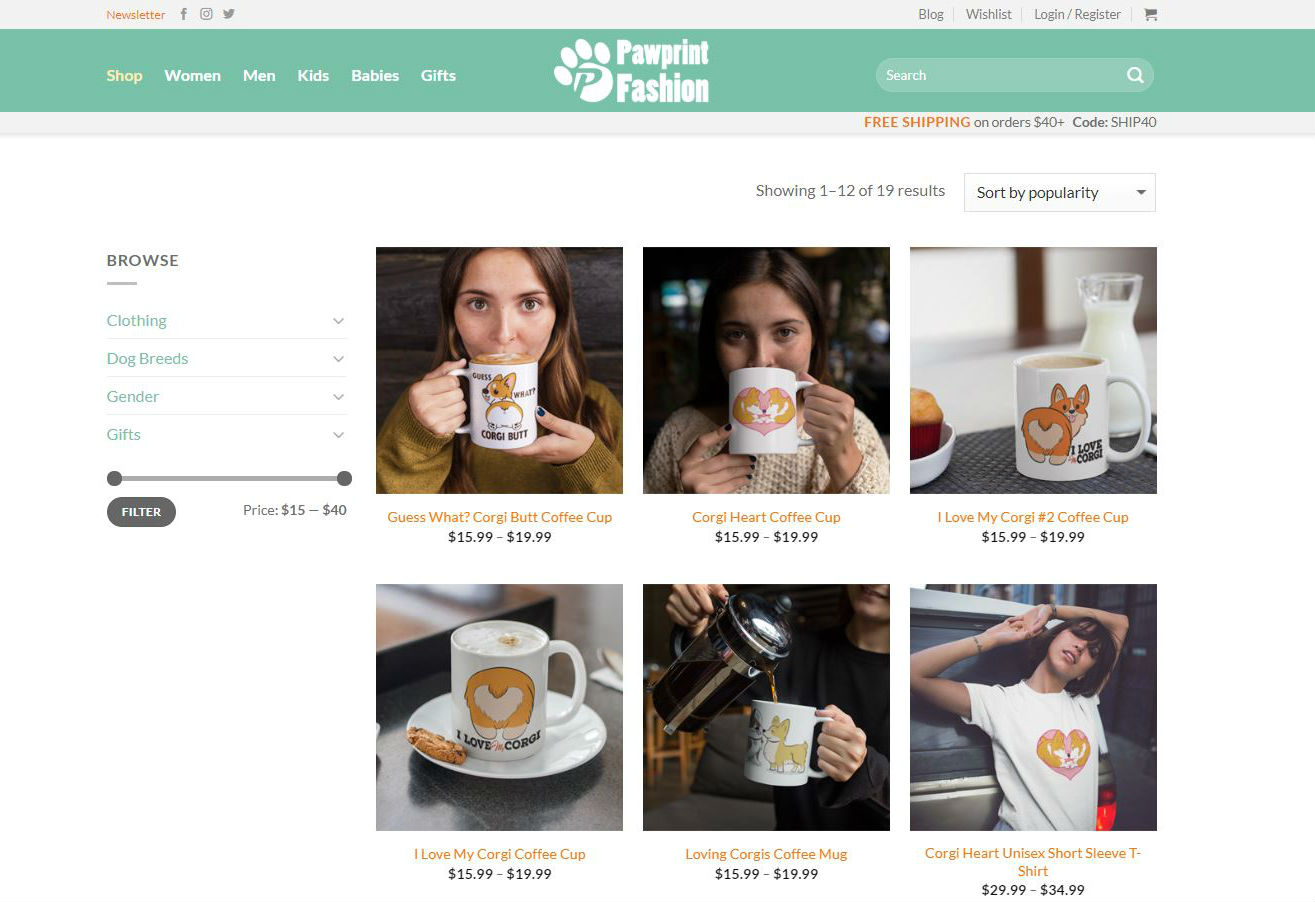 Newsletter
Blog
Wishlist
Login / Register
Shop
Women
Men
Kids
Babies
Gifts
P
Pawprint
Fashion
Search
FREE SHIPPING on orders $40+ Code: SHIP40
Showing 1–12 of 19 results
Sort by popularity
BROWSE
Clothing
Dog Breeds
Gender
Gifts
FILTER
Price: $15 — $40
GUESS
WHAT?
CORGI BUTT
I LOVE
my CORGI
Guess What? Corgi Butt Coffee Cup
$15.99 – $19.99
Corgi Heart Coffee Cup
$15.99 – $19.99
I Love My Corgi #2 Coffee Cup
$15.99 – $19.99
I LOVE my CORGI
I Love My Corgi Coffee Cup
$15.99 – $19.99
Loving Corgis Coffee Mug
$15.99 – $19.99
Corgi Heart Unisex Short Sleeve T-
Shirt
$29.99 – $34.99